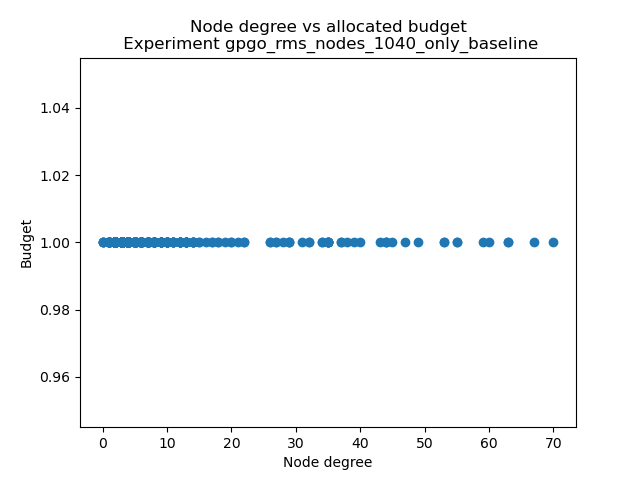 Node degree vs allocated budget
Experiment gpgo_rms_nodes_1040_only_baseline
1.04
1.02
1.00
0.98
0.96
Budget
0 10 20 30 40 50 60 70
Node degree